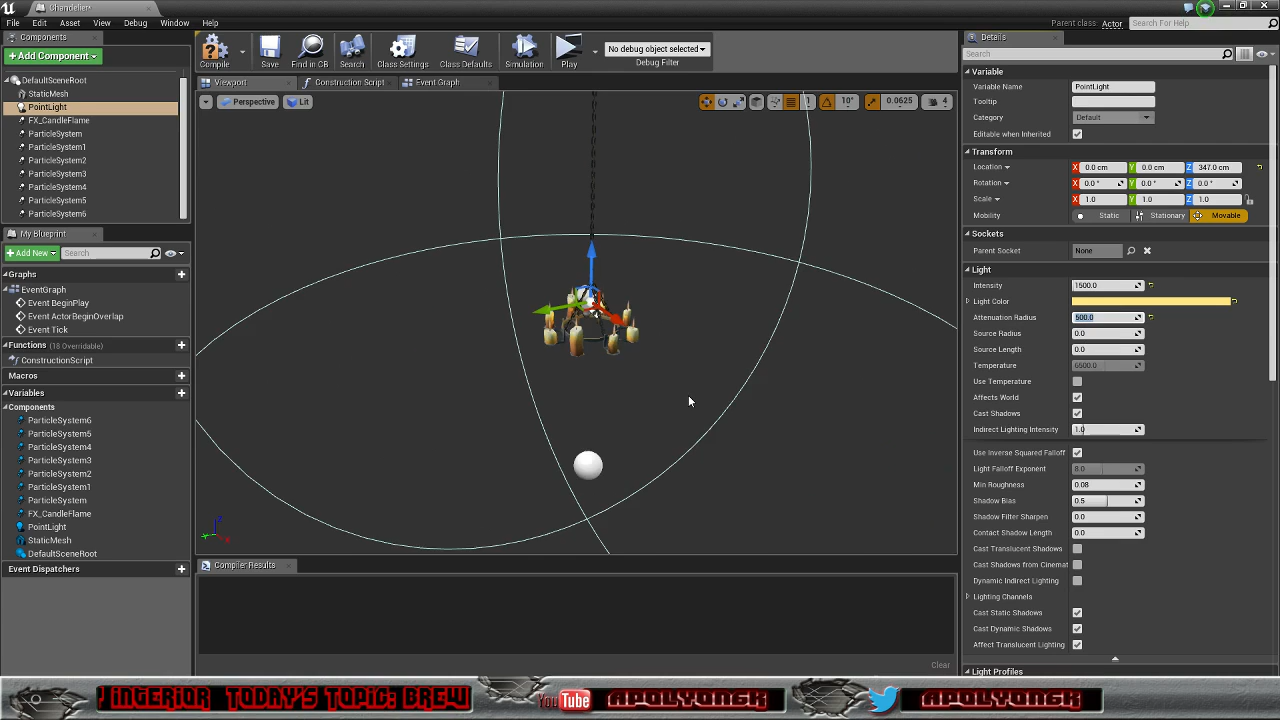 Chandelier*
File Edit Asset View Debug Window Help
Parent class: Actor
Search For Help
Components
Add Component
DefaultSceneRoot
StaticMesh
PointLight
FX_CandleFlame
ParticleSystem
ParticleSystem1
ParticleSystem2
ParticleSystem3
ParticleSystem4
ParticleSystem5
ParticleSystem6
My Blueprint
Add New
Search
Graphs
EventGraph
Event BeginPlay
Event ActorBeginOverlap
Event Tick
Functions (18 Overridable)
ConstructionScript
Macros
Variables
Components
ParticleSystem6
ParticleSystem5
ParticleSystem4
ParticleSystem3
ParticleSystem2
ParticleSystem1
ParticleSystem
FX_CandleFlame
PointLight
StaticMesh
DefaultSceneRoot
Event Dispatchers
Compile
Save
Find in CB
Search
Class Settings
Class Defaults
Simulation
Play
No debug object selected
Debug Filter
Viewport
Construction Script
Event Graph
Perspective
Lit
1
10°
0.0625
4
Compiler Results
Clear
Details
Search
Variable
Variable Name PointLight
Tooltip
Category Default
Editable when Inherited
Transform
Location X 0.0 cm Y 0.0 cm Z 347.0 cm
Rotation X 0.0 ° Y 0.0 ° Z 0.0 °
Scale X 1.0 Y 1.0 Z 1.0
Mobility Static Stationary Movable
Sockets
Parent Socket None
Light
Intensity 1500.0
Light Color
Attenuation Radius 500.0
Source Radius 0.0
Source Length 0.0
Temperature 6500.0
Use Temperature
Affects World
Cast Shadows
Indirect Lighting Intensity 1.0
Use Inverse Squared Falloff
Light Falloff Exponent 8.0
Min Roughness 0.08
Shadow Bias 0.5
Shadow Filter Sharpen 0.0
Contact Shadow Length 0.0
Cast Translucent Shadows
Cast Shadows from Cinemat
Dynamic Indirect Lighting
Lighting Channels
Cast Static Shadows
Cast Dynamic Shadows
Affect Translucent Lighting
Light Profiles
INTERIOR TODAY'S TOPIC: BREW
YouTube
APOLYONGK
APOLYONGK